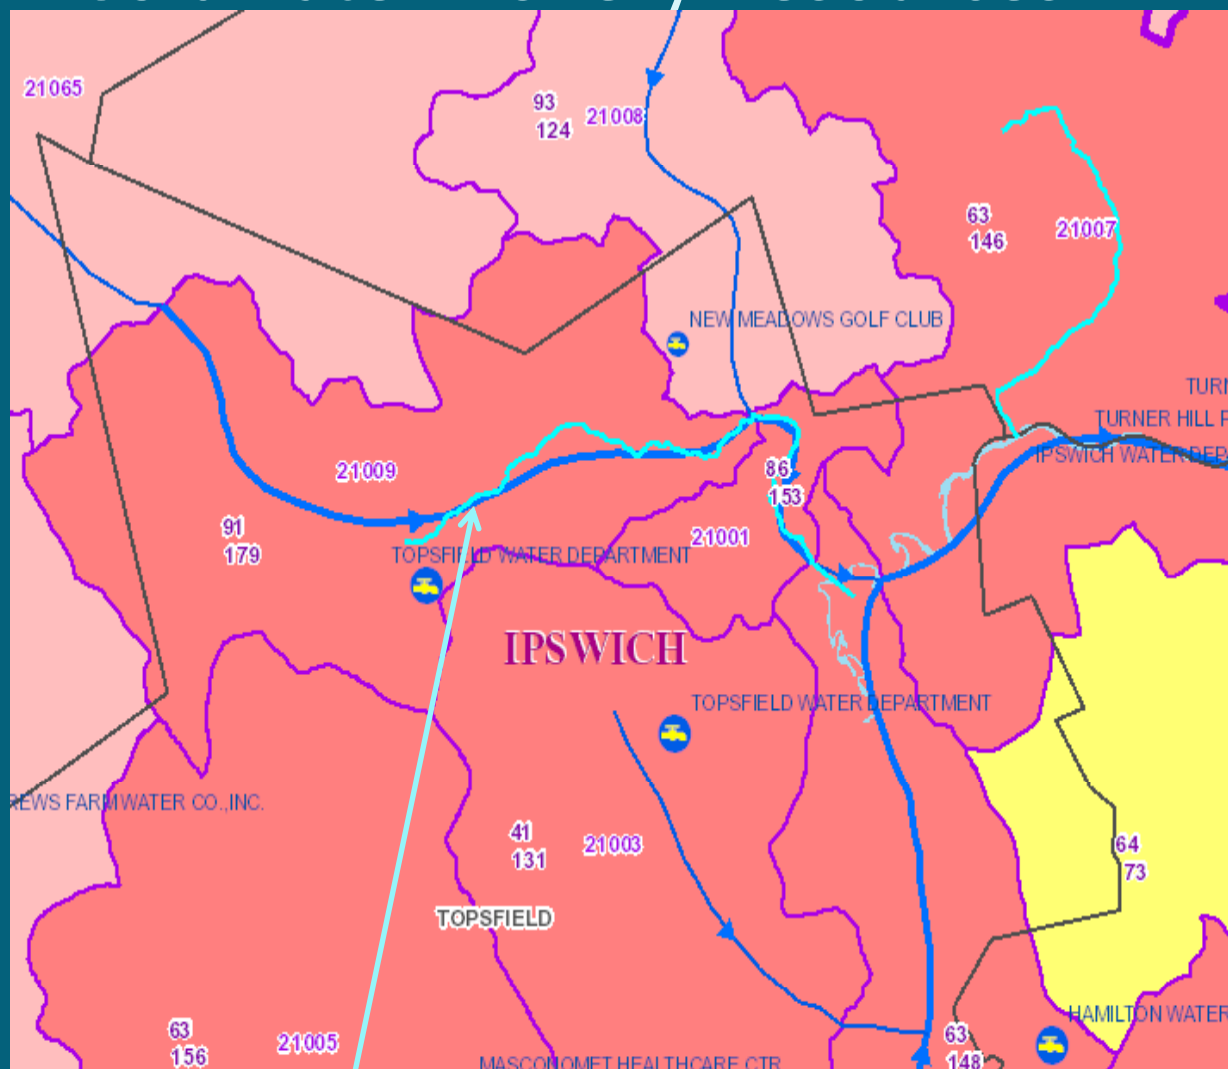 21065
93
124
21008
63
146
21007
NEW MEADOWS GOLF CLUB
TURNER HILL
IPSWICH WATER
86
153
21009
91
179
21001
TOPSFIELD WATER DEPARTMENT
IPSWICH
TOPSFIELD WATER DEPARTMENT
FARM WATER CO.,INC.
41
131
21003
64
73
TOPSFIELD
63
156
21005
HAMILTON WATER
63
148
MASCONOMET HEALTHCARE CTR